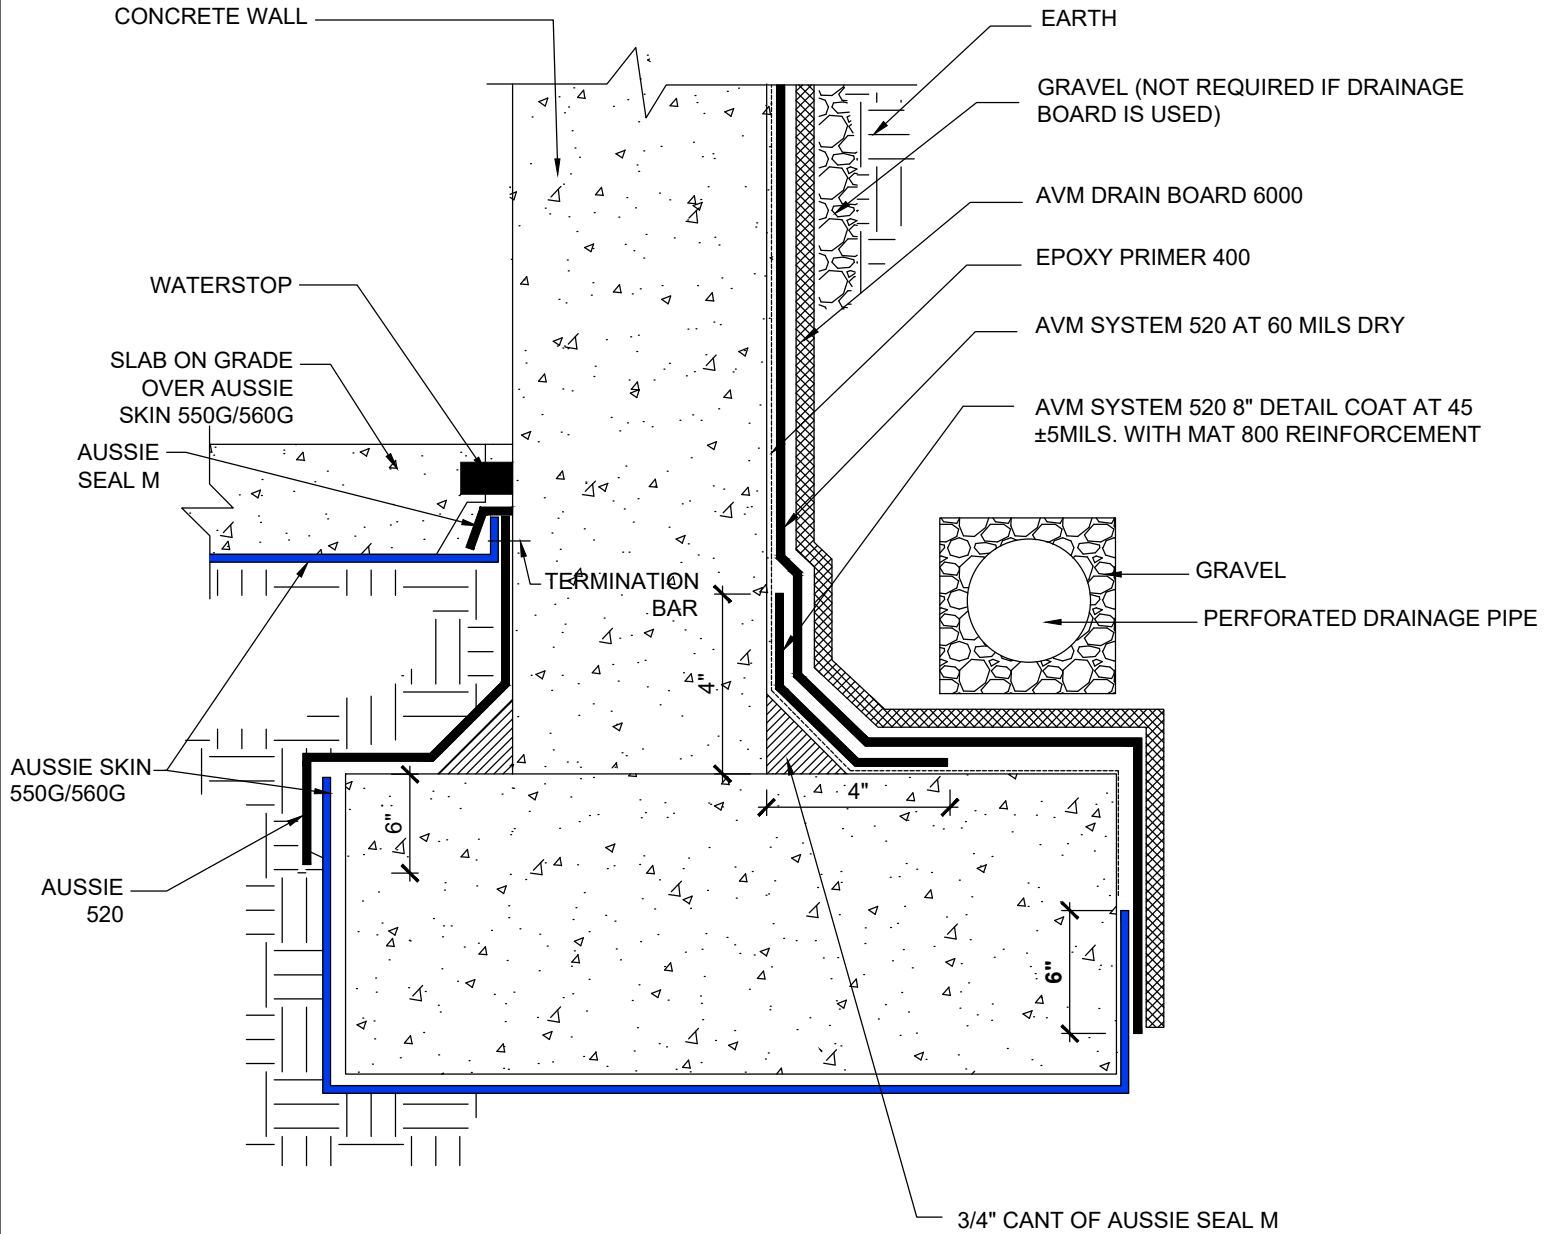 CONCRETE WALL
EARTH
GRAVEL (NOT REQUIRED IF DRAINAGE
BOARD IS USED)
AVM DRAIN BOARD 6000
EPOXY PRIMER 400
WATERSTOP
AVM SYSTEM 520 AT 60 MILS DRY
SLAB ON GRADE
OVER AUSSIE
SKIN 550G/560G
AVM SYSTEM 520 8" DETAIL COAT AT 45
±5MILS. WITH MAT 800 REINFORCEMENT
AUSSIE
SEAL M
TERMINATION
BAR
GRAVEL
PERFORATED DRAINAGE PIPE
4"
AUSSIE SKIN
550G/560G
4"
6"
AUSSIE
520
6"
3/4" CANT OF AUSSIE SEAL M